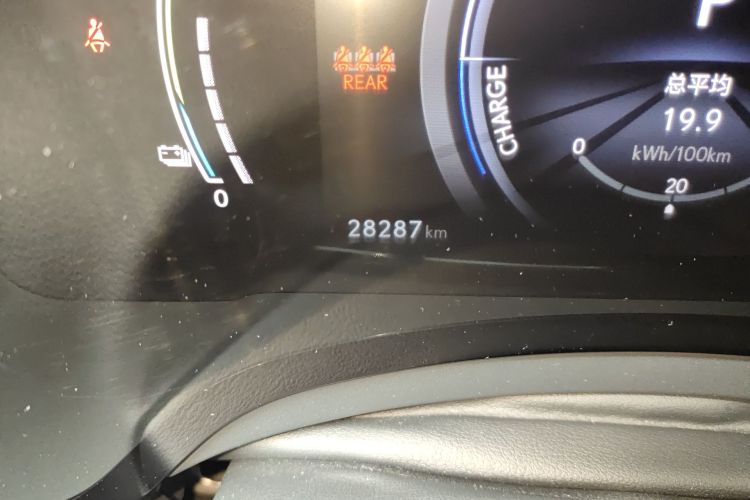 P
REAR
CHARGE
总平均
19.9
kWh/100km
0
20
0
28287 km